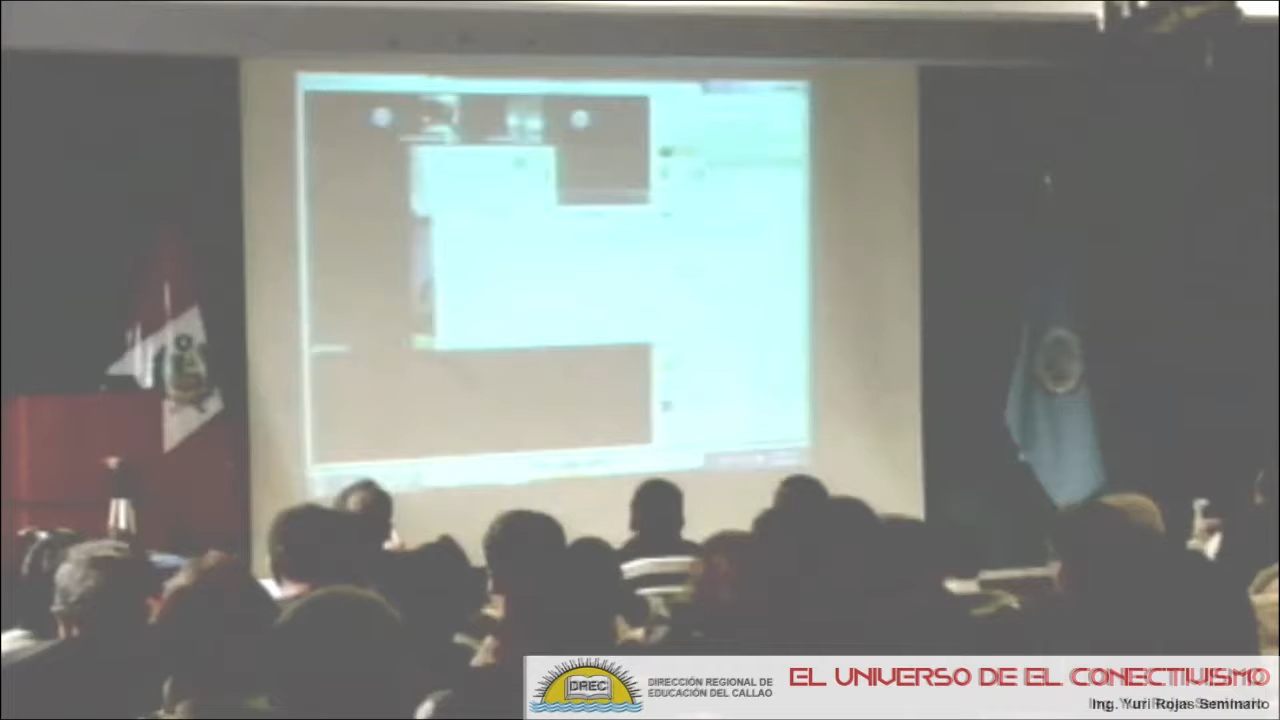 DREC
DIRECCIÓN REGIONAL DE
EDUCACIÓN DEL CALLAO
EL UNIVERSO DE EL CONECTIVISMO
Ing. Yuri Rojas Seminario